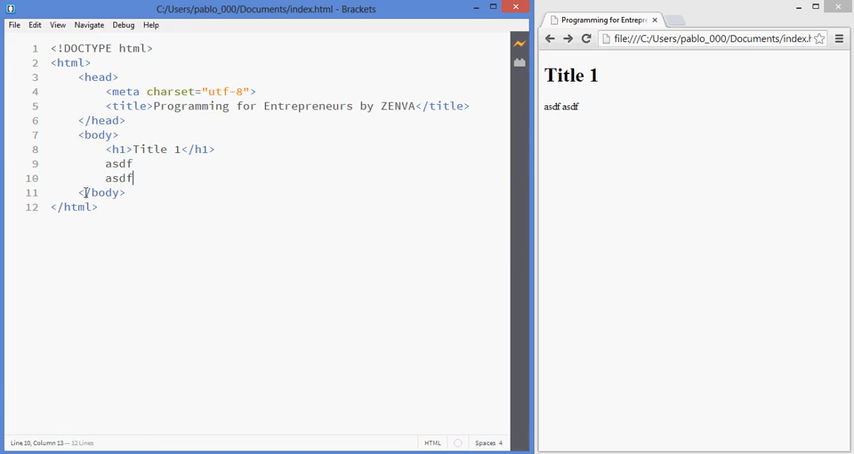 C:/Users/pablo_000/Documents/index.html - Brackets
File Edit View Navigate Debug Help
1 <!DOCTYPE html>
2 <html>
3 <head>
4 <meta charset="utf-8">
5 <title>Programming for Entrepreneurs by ZENVA</title>
6 </head>
7 <body>
8 <h1>Title 1</h1>
9 asdf
10 asdf
11 </body>
12 </html>
Line 10, Column 13 — 12 Lines
HTML
Spaces 4
Programming for Entrepr
file:///C:/Users/pablo_000/Documents/index.h
Title 1
asdf asdf